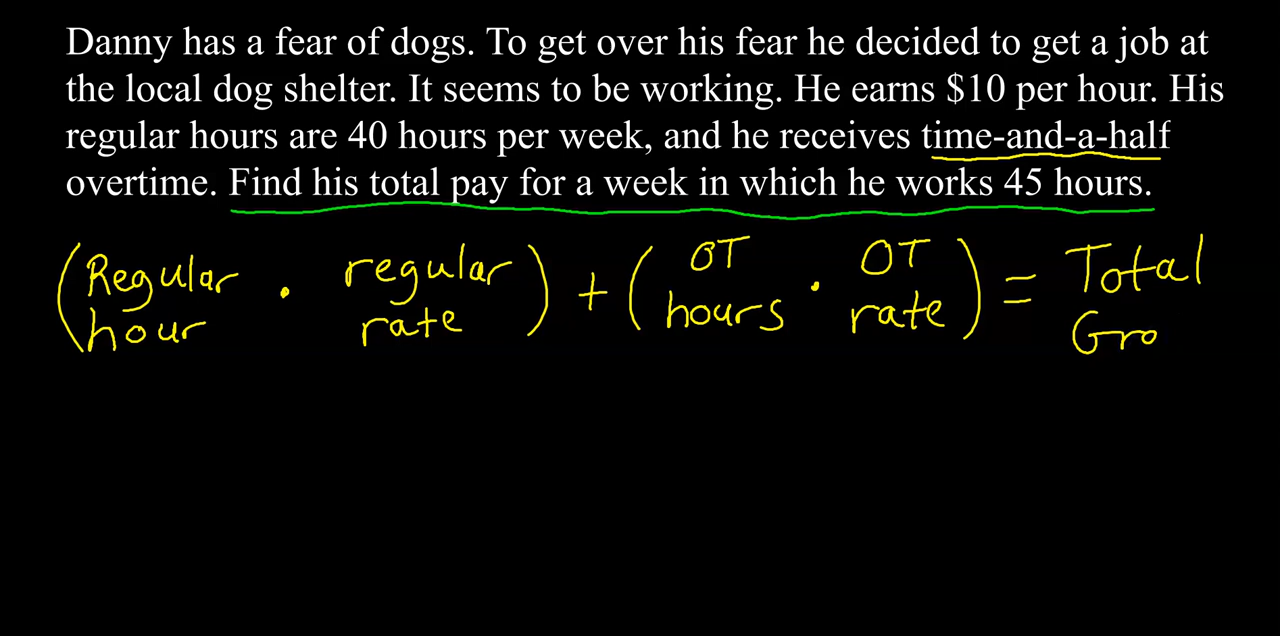 Danny has a fear of dogs. To get over his fear he decided to get a job at
the local dog shelter. It seems to be working. He earns $10 per hour. His
regular hours are 40 hours per week, and he receives time-and-a-half
overtime. Find his total pay for a week in which he works 45 hours.
(Regular hour · regular rate) + (OT hours · OT rate) = Total Gro